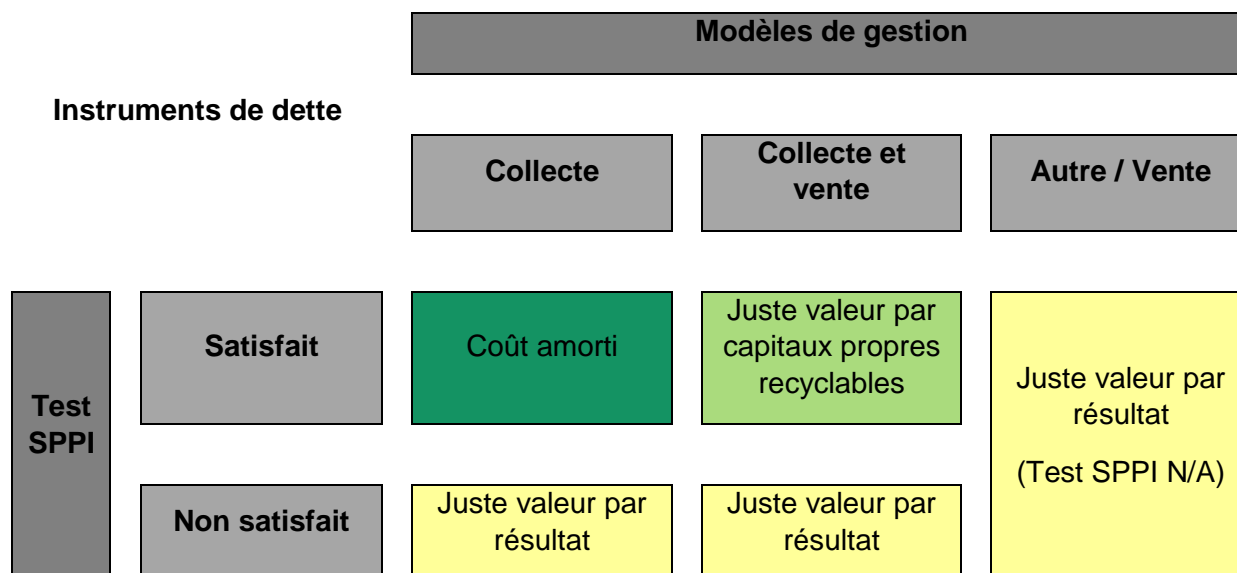 Modèles de gestion
Instruments de dette
Collecte
Collecte et
vente
Autre / Vente
Test
SPPI
Satisfait
Coût amorti
Juste valeur par
capitaux propres
recyclables
Juste valeur par
résultat
(Test SPPI N/A)
Non satisfait
Juste valeur par
résultat
Juste valeur par
résultat